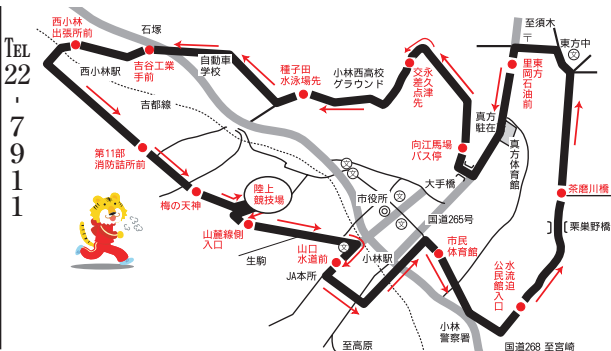 TEL
22
-
7911
西小林
出張所前
石塚
吉谷工業
手前
自動車
学校
西小林駅
吉都線
種子田
水泳場先
小林西高校
グラウンド
永久津
交差点先
至須木
〒
東方中
東方
里岡石油前
真方
駐在
真方体育館
向江馬場
バス停
大手橋
第11部
消防詰所前
梅の天神
陸上
競技場
山麓線側
入口
生駒
山口
水道前
JA本所
小林駅
市役所
文
文
文
文
文
文
国道265号
市民
体育館
茶磨川橋
栗巣野橋
水流迫
公民館入口
小林
警察署
至高原
国道268 至宮崎